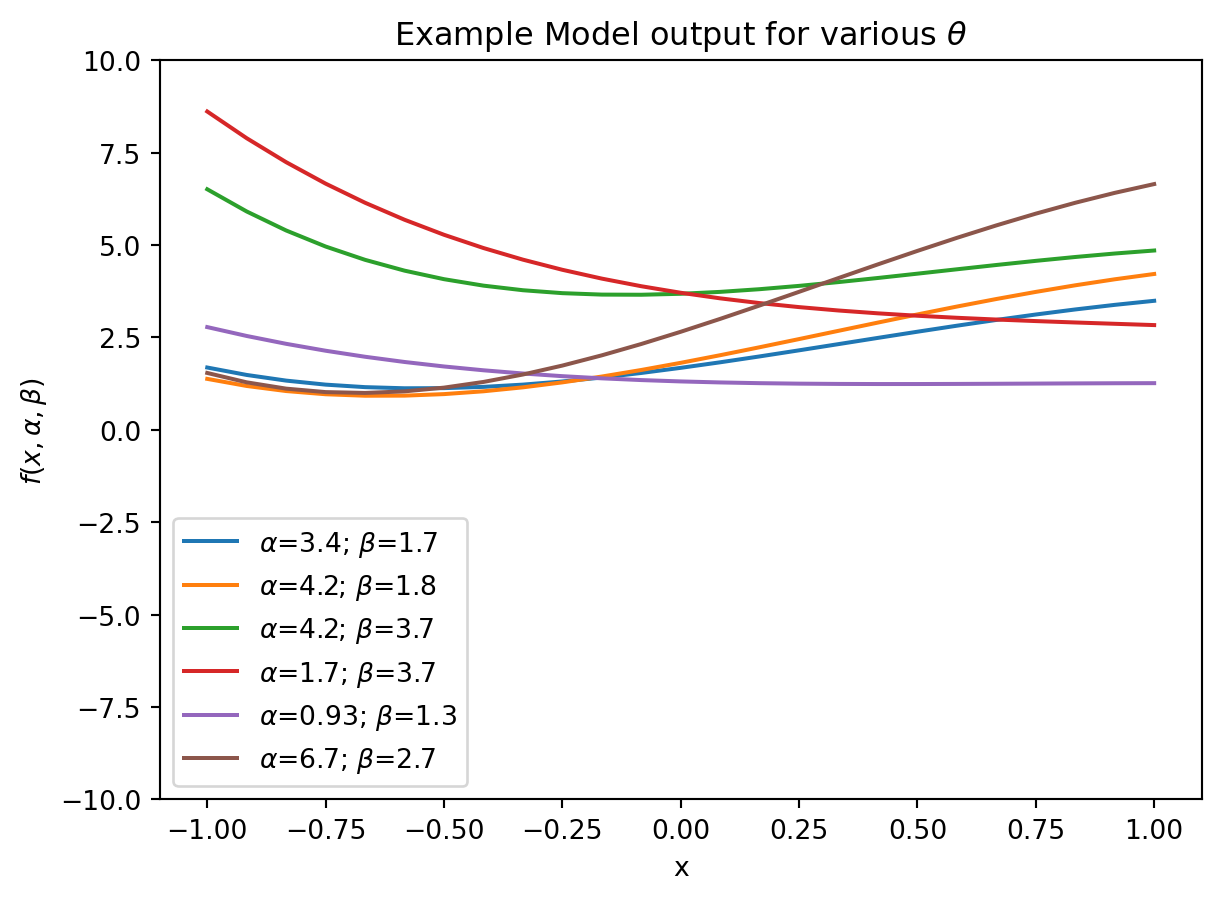 Example Model output for various θ
10.0
7.5
5.0
2.5
0.0
−2.5
−5.0
−7.5
−10.0
f(x, α, β)
α=3.4; β=1.7
α=4.2; β=1.8
α=4.2; β=3.7
α=1.7; β=3.7
α=0.93; β=1.3
α=6.7; β=2.7
−1.00 −0.75 −0.50 −0.25 0.00 0.25 0.50 0.75 1.00
x